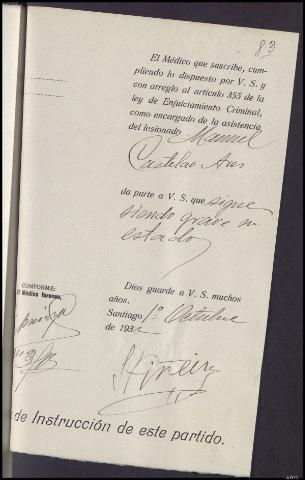 83
El Médico que suscribe, cum-
pliendo lo dispuesto por V. S. y
con arreglo al artículo 355 de la
ley de Enjuiciamiento Criminal,
como encargado de la asistencia
del lesionado Manuel
Castelao Ares
da parte a V. S. que sigue
siendo grave su
estado
CONFORME:
El Médico forense,
Dios guarde a V. S. muchos
años.
Santiago 1º Octubre
de 1932
Piñeiro
de Instrucción de este partido.